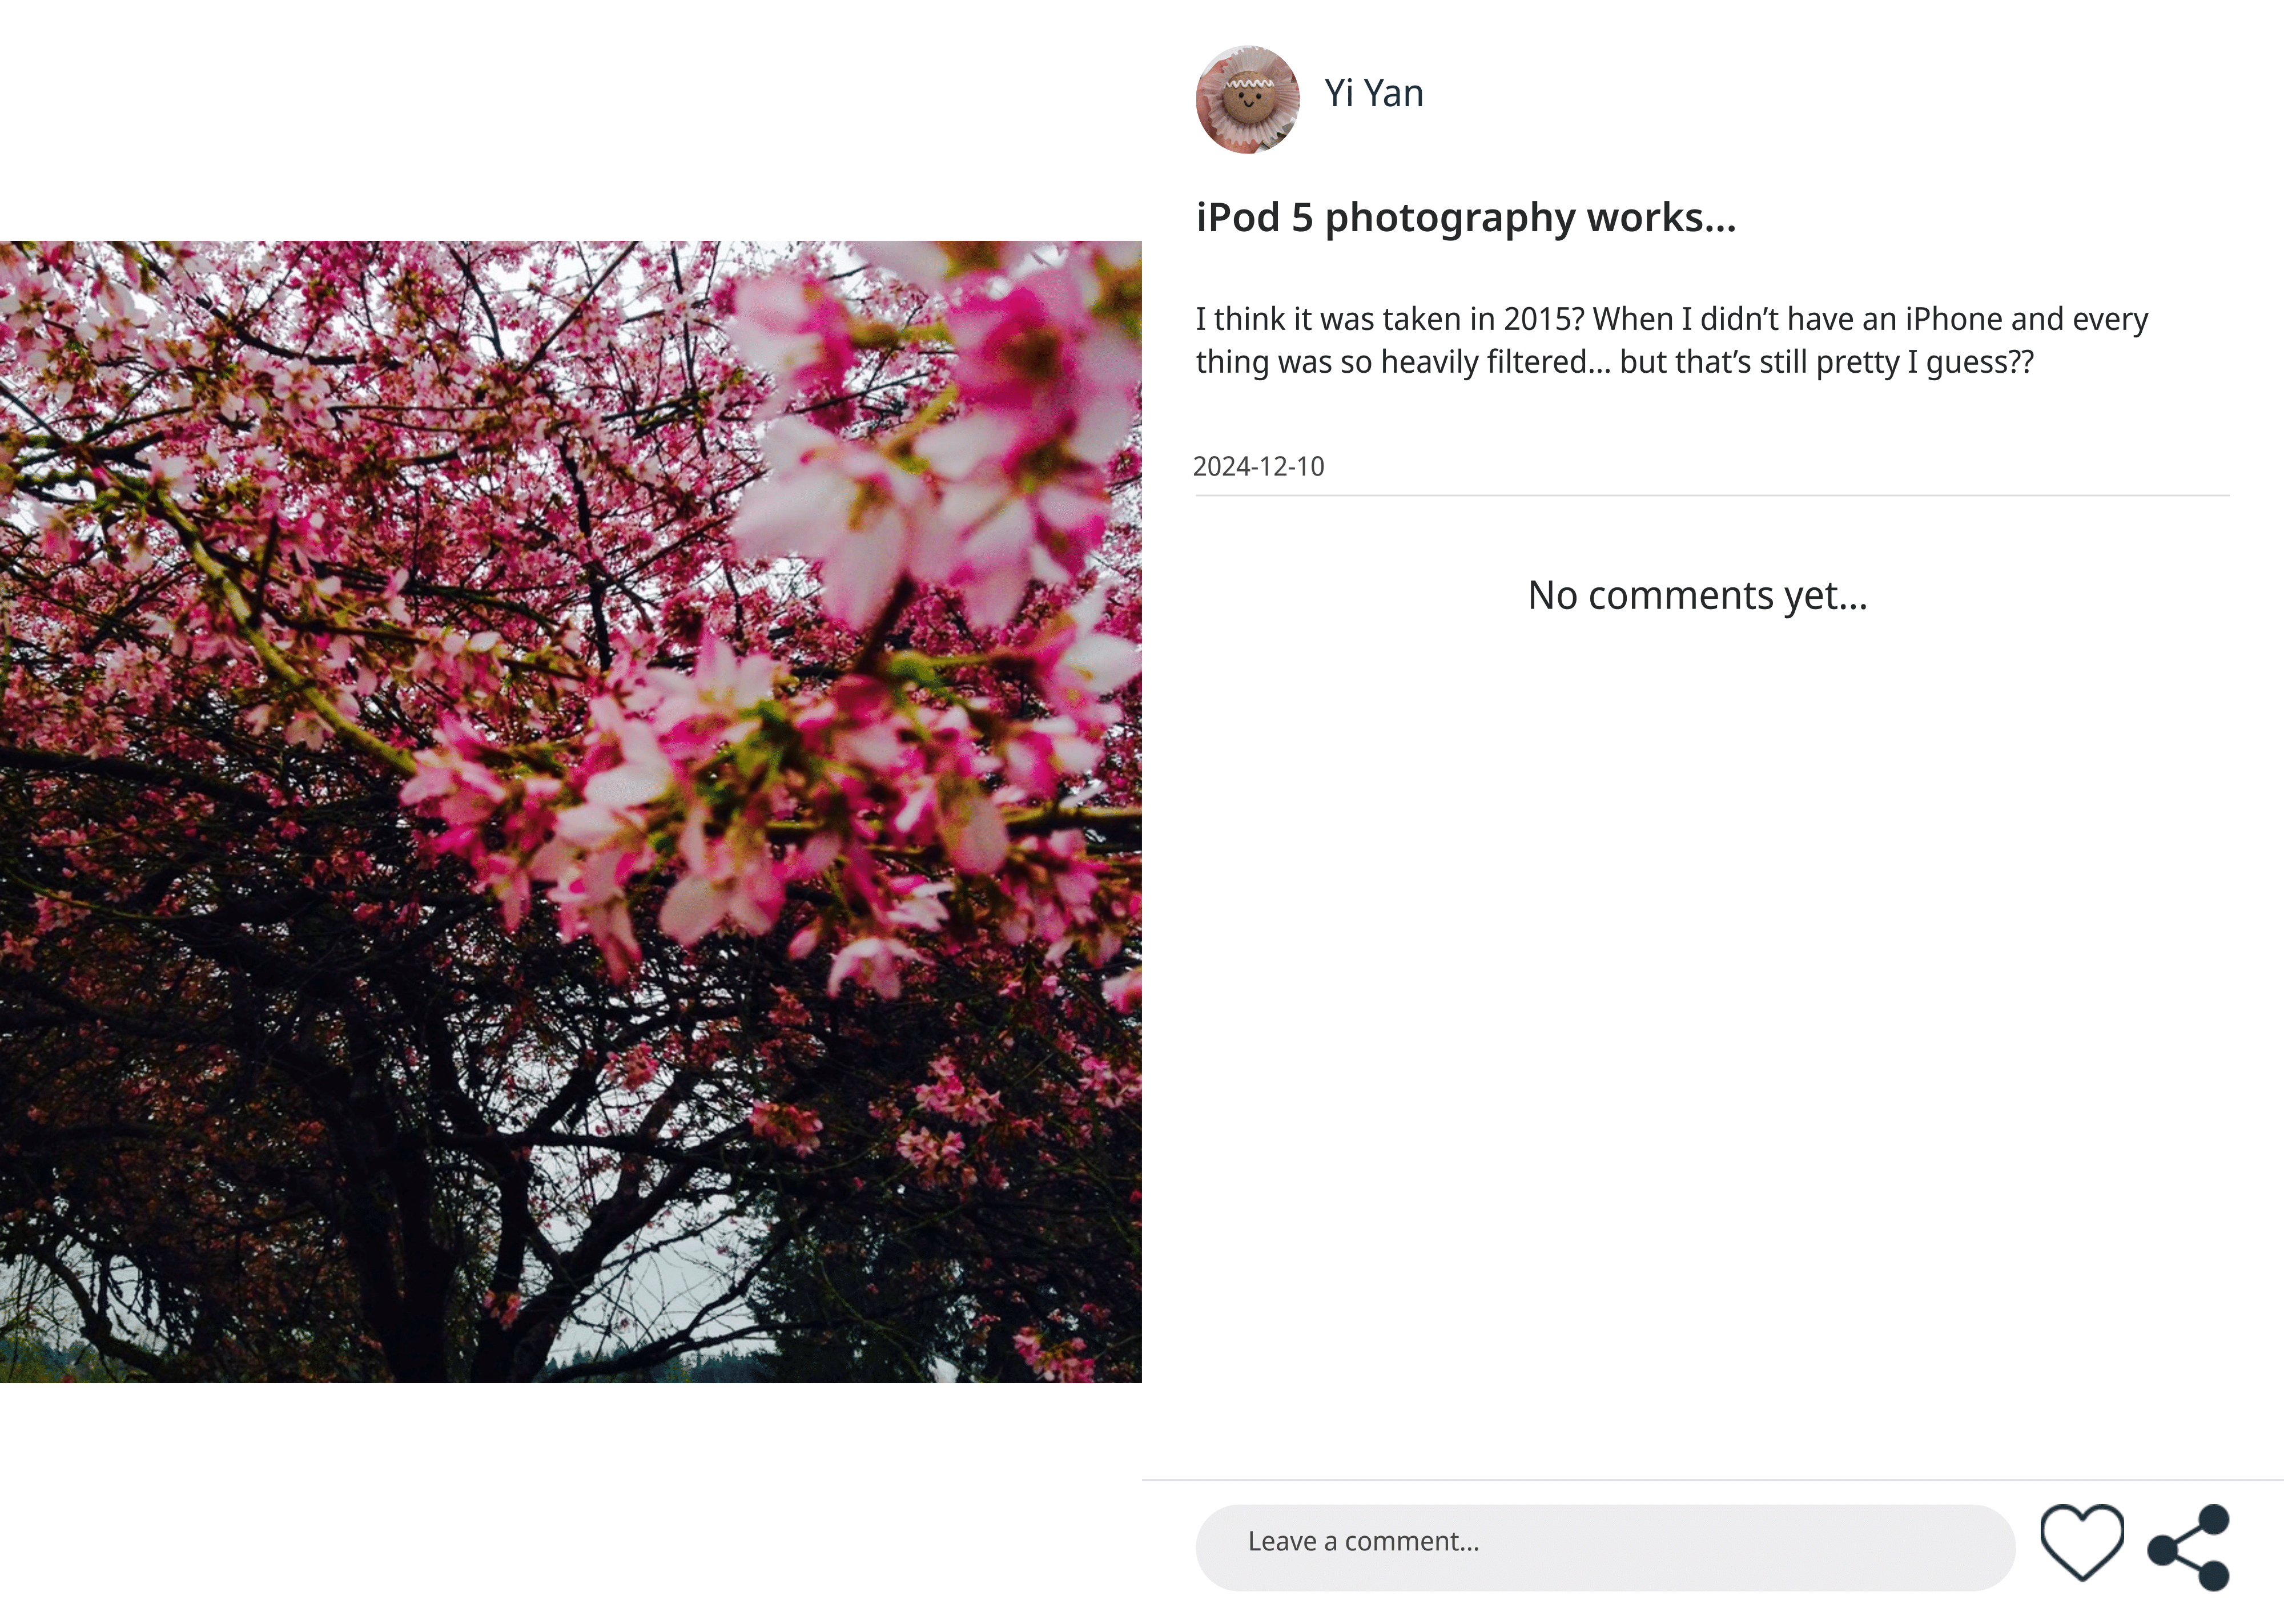 Yi Yan
iPod 5 photography works...
I think it was taken in 2015? When I didn’t have an iPhone and every
thing was so heavily filtered... but that’s still pretty I guess??
2024-12-10
No comments yet...
Leave a comment...